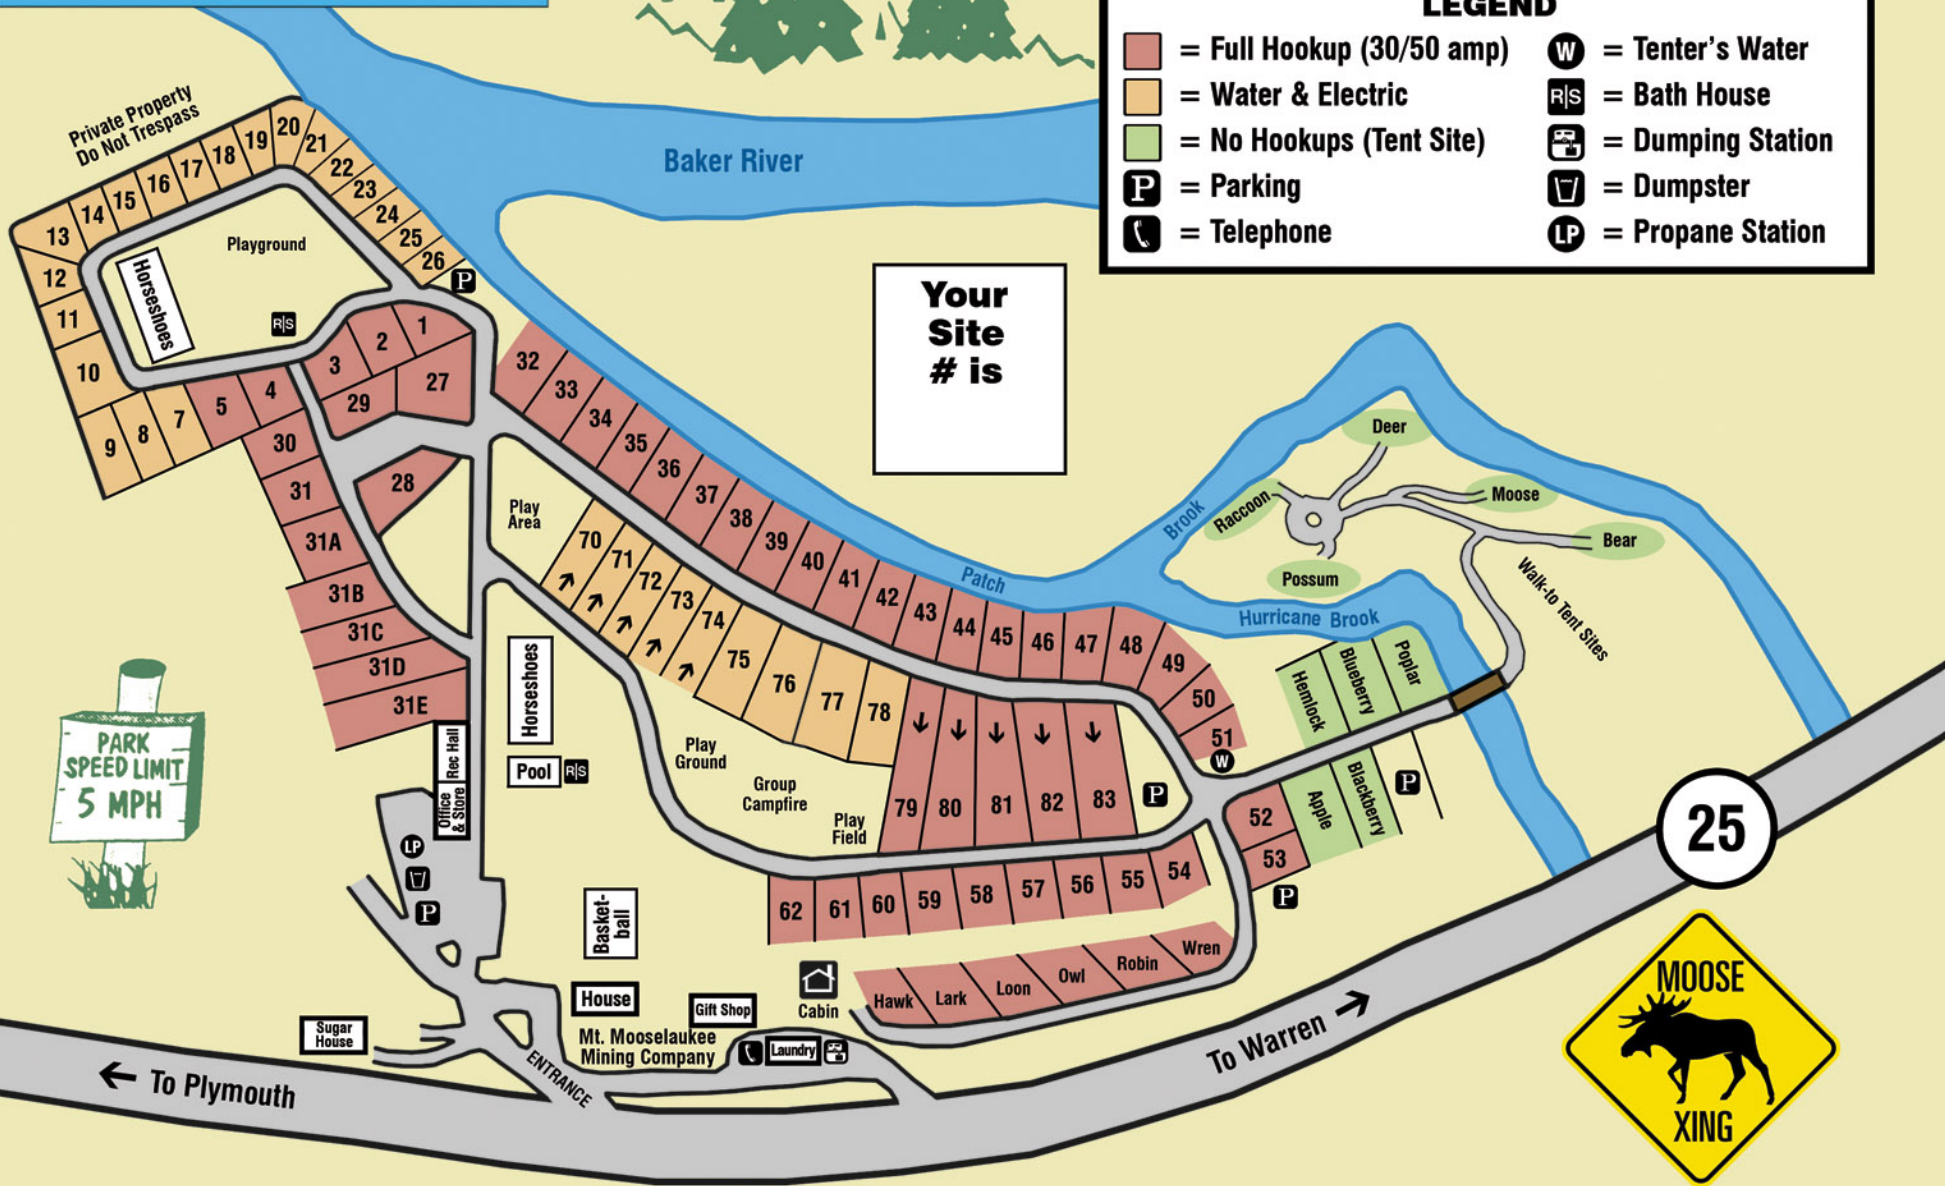 LEGEND
= Full Hookup (30/50 amp)
= Water & Electric
= No Hookups (Tent Site)
P = Parking
= Telephone
W = Tenter's Water
R|S = Bath House
= Dumping Station
= Dumpster
LP = Propane Station
Private Property
Do Not Trespass
Baker River
Your
Site
# is
13
14
15
16
17
18
19
20
21
22
23
24
25
26
P
12
11
10
9
8
7
5
4
Playground
Horseshoes
R|S
3
2
1
29
27
28
30
31
31A
31B
31C
31D
31E
32
33
34
35
36
37
38
39
40
41
42
43
44
45
46
47
48
49
50
51
W
Patch
Brook
Hurricane Brook
Deer
Moose
Raccoon
Bear
Possum
Walk-to Tent Sites
Hemlock
Blueberry
Poplar
Apple
Blackberry
P
Play
Area
70
71
72
73
74
75
76
77
78
79
80
81
82
83
P
Horseshoes
Pool
R|S
Play
Ground
Group
Campfire
Play
Field
52
53
P
62
61
60
59
58
57
56
55
54
Hawk
Lark
Loon
Owl
Robin
Wren
Rec Hall
Office
& Store
LP
P
Basket-
ball
House
Gift Shop
Cabin
Mt. Mooselaukee
Mining Company
Laundry
Sugar
House
ENTRANCE
To Plymouth
To Warren
25
PARK
SPEED LIMIT
5 MPH
MOOSE
XING